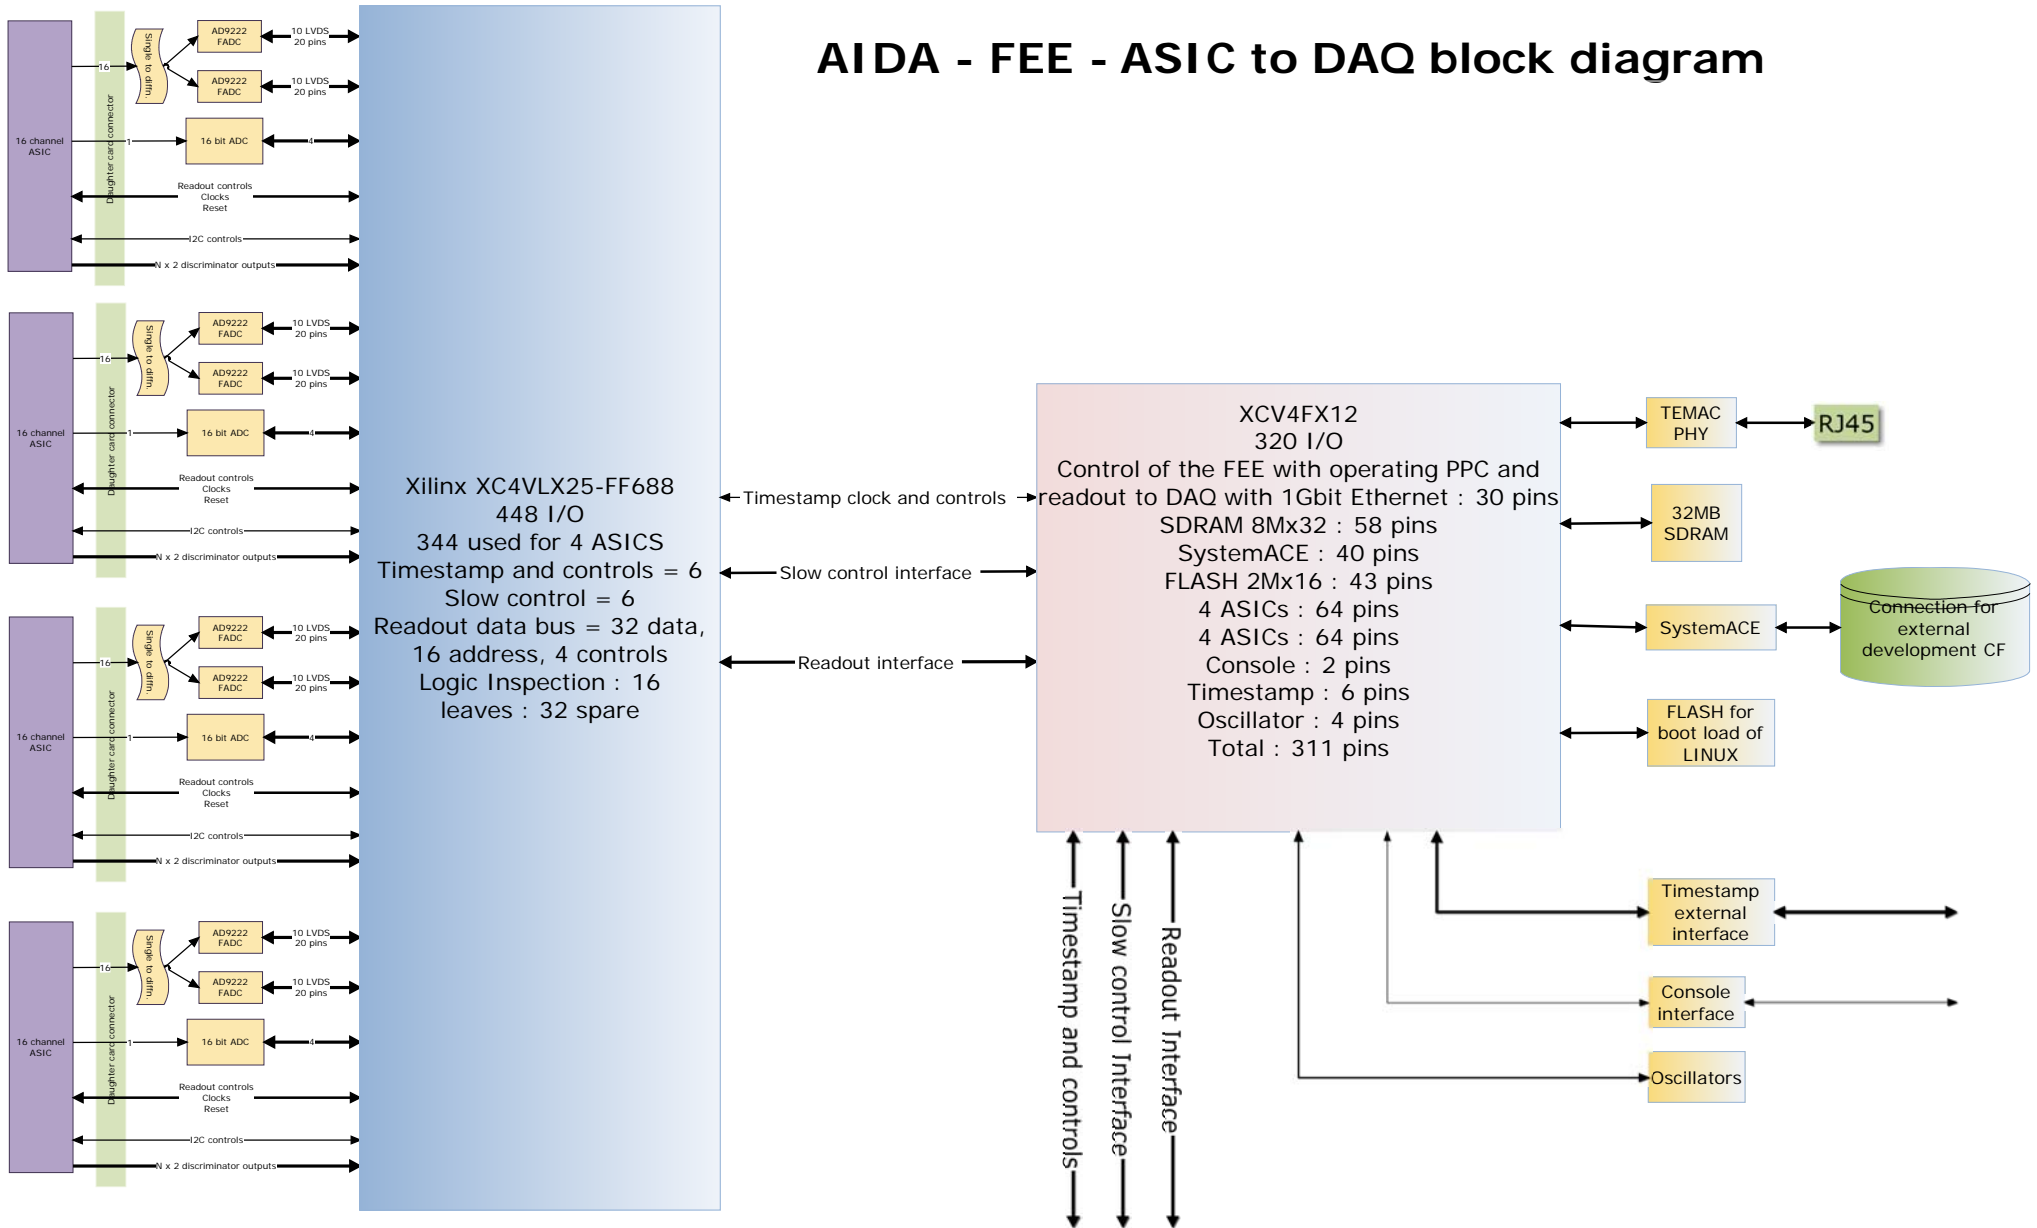 AIDA - FEE - ASIC to DAQ block diagram
16 channel
ASIC
Daughter card connector
16
Single to diffn.
AD9222
FADC
10 LVDS
20 pins
AD9222
FADC
10 LVDS
20 pins
1
16 bit ADC
4
Readout controls
Clocks
Reset
I2C controls
N x 2 discriminator outputs
16 channel
ASIC
Daughter card connector
16
Single to diffn.
AD9222
FADC
10 LVDS
20 pins
AD9222
FADC
10 LVDS
20 pins
1
16 bit ADC
4
Readout controls
Clocks
Reset
I2C controls
N x 2 discriminator outputs
16 channel
ASIC
Daughter card connector
16
Single to diffn.
AD9222
FADC
10 LVDS
20 pins
AD9222
FADC
10 LVDS
20 pins
1
16 bit ADC
4
Readout controls
Clocks
Reset
I2C controls
N x 2 discriminator outputs
16 channel
ASIC
Daughter card connector
16
Single to diffn.
AD9222
FADC
10 LVDS
20 pins
AD9222
FADC
10 LVDS
20 pins
1
16 bit ADC
4
Readout controls
Clocks
Reset
I2C controls
N x 2 discriminator outputs
Xilinx XC4VLX25-FF688
448 I/O
344 used for 4 ASICS
Timestamp and controls = 6
Slow control = 6
Readout data bus = 32 data,
16 address, 4 controls
Logic Inspection : 16
leaves : 32 spare
Timestamp clock and controls
Slow control interface
Readout interface
XCV4FX12
320 I/O
Control of the FEE with operating PPC and
readout to DAQ with 1Gbit Ethernet : 30 pins
SDRAM 8Mx32 : 58 pins
SystemACE : 40 pins
FLASH 2Mx16 : 43 pins
4 ASICs : 64 pins
4 ASICs : 64 pins
Console : 2 pins
Timestamp : 6 pins
Oscillator : 4 pins
Total : 311 pins
TEMAC
PHY
RJ45
32MB
SDRAM
SystemACE
Connection for
external
development CF
FLASH for
boot load of
LINUX
Timestamp and controls
Slow control Interface
Readout Interface
Timestamp
external
interface
Console
interface
Oscillators